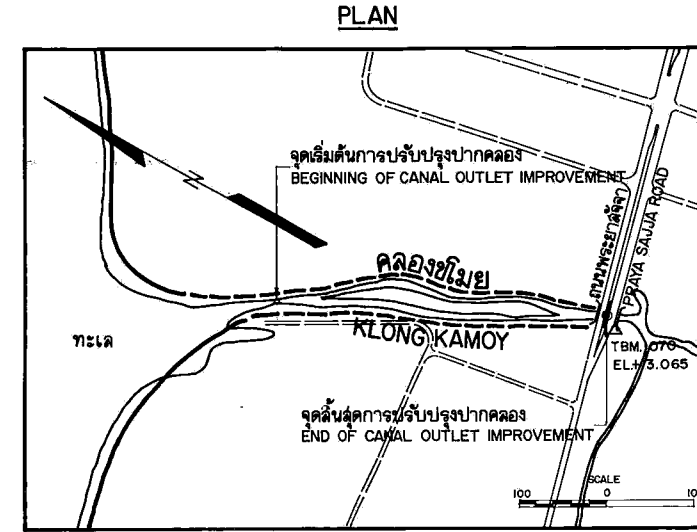 PLAN
จุดเริ่มต้นการปรับปรุงปากคลอง
BEGINNING OF CANAL OUTLET IMPROVEMENT
N
คลองขโมย
KLONG KAMOY
ทะเล
ถนนพระยาสัจจา
PRAYA SAJJA ROAD
TBM. 070
EL.+3.065
จุดสิ้นสุดการปรับปรุงปากคลอง
END OF CANAL OUTLET IMPROVEMENT
SCALE
100 0 10